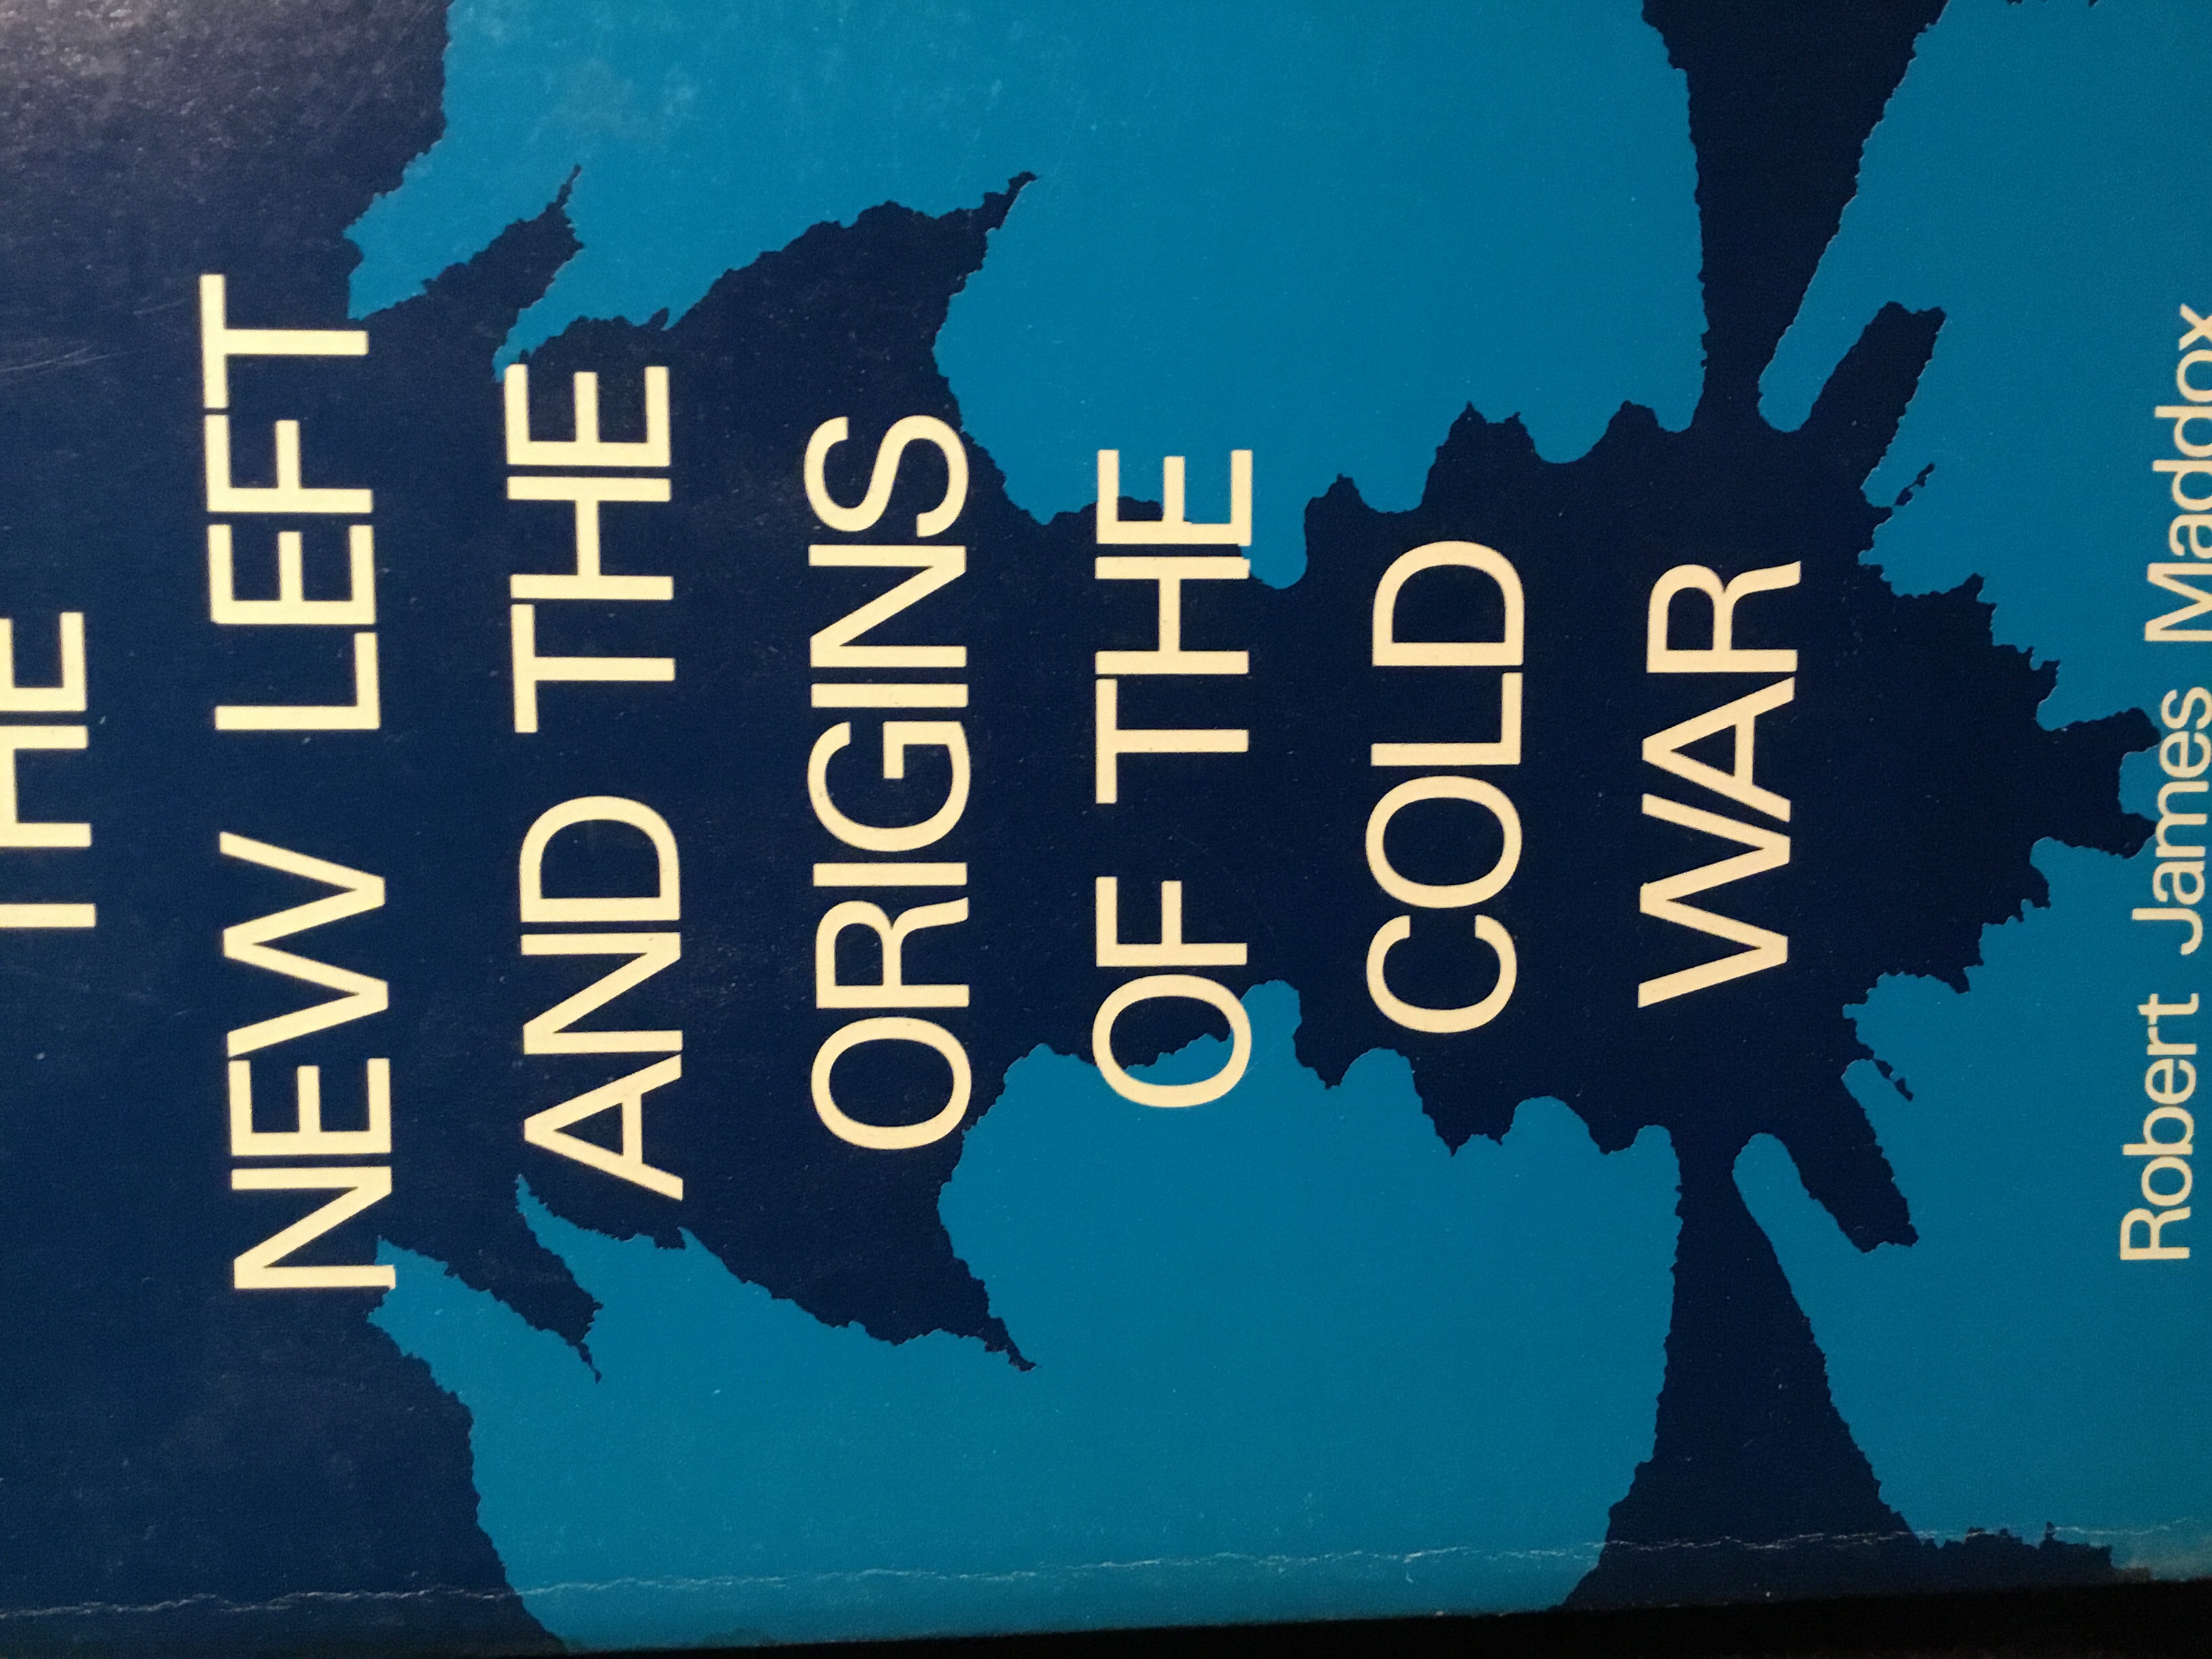 THE
NEW LEFT
AND THE
ORIGINS
OF THE
COLD
WAR
Robert James Maddox